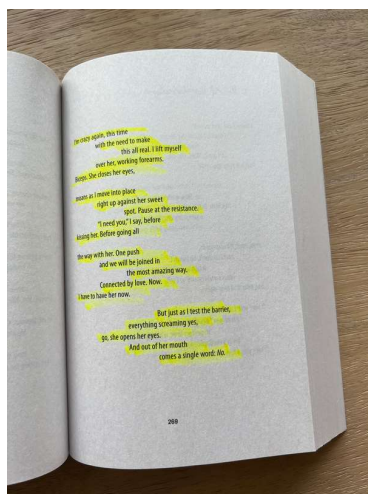 I'm crazy again, this time
with the need to make
this all real. I lift myself
over her, working forearms.
Biceps. She closes her eyes,
moans as I move into place
right up against her sweet
spot. Pause at the resistance.
"I need you," I say, before
kissing her. Before going all
the way with her. One push
and we will be joined in
the most amazing way.
Connected by love. Now.
I have to have her now.
But just as I test the barrier,
everything screaming yes,
go, she opens her eyes.
And out of her mouth
comes a single word: No.
269